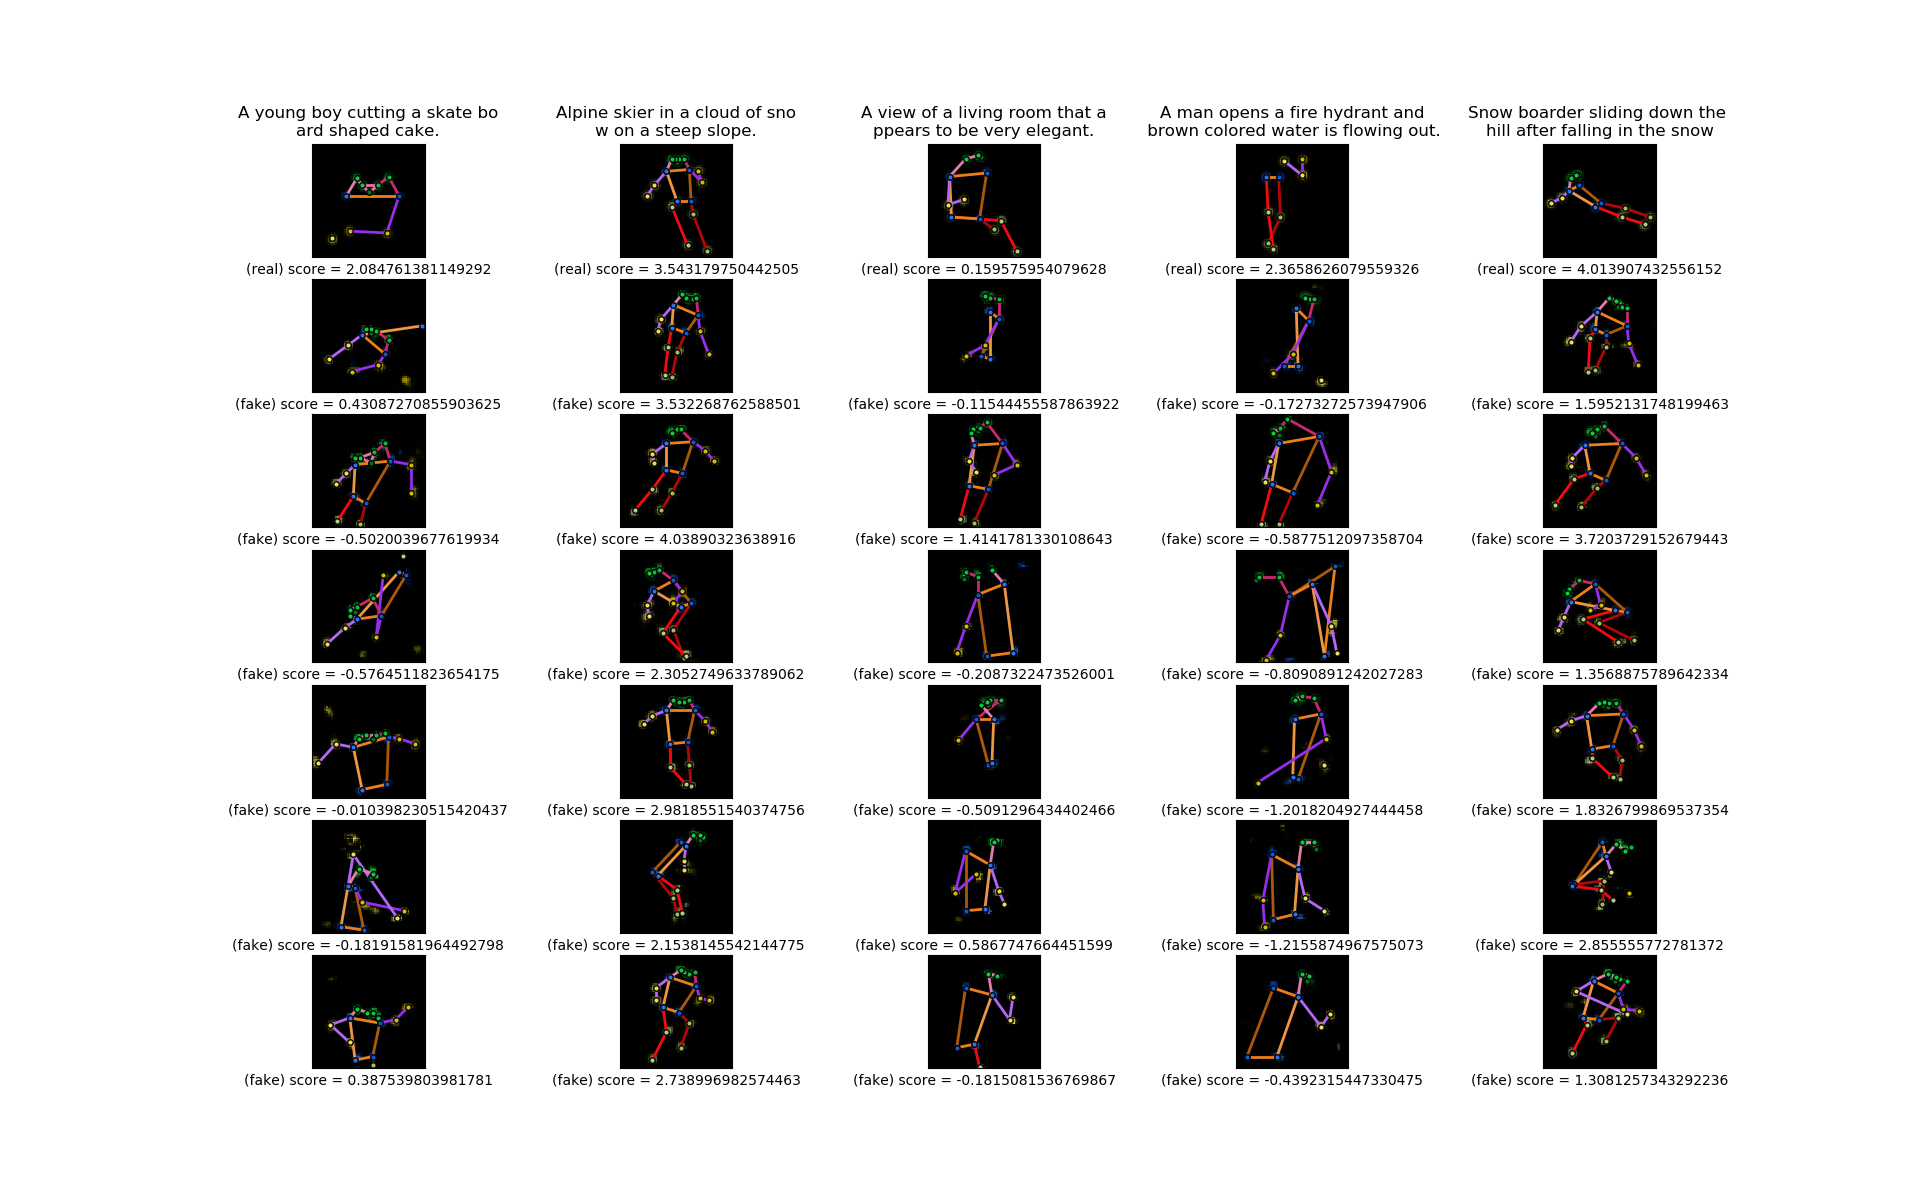 A young boy cutting a skate bo
ard shaped cake.
Alpine skier in a cloud of sno
w on a steep slope.
A view of a living room that a
ppears to be very elegant.
A man opens a fire hydrant and
brown colored water is flowing out.
Snow boarder sliding down the
hill after falling in the snow
(real) score = 2.084761381149292
(real) score = 3.543179750442505
(real) score = 0.159575954079628
(real) score = 2.3658626079559326
(real) score = 4.013907432556152
(fake) score = 0.43087270855903625
(fake) score = 3.532268762588501
(fake) score = -0.11544455587863922
(fake) score = -0.17273272573947906
(fake) score = 1.5952131748199463
(fake) score = -0.5020039677619934
(fake) score = 4.03890323638916
(fake) score = 1.4141781330108643
(fake) score = -0.5877512097358704
(fake) score = 3.7203729152679443
(fake) score = -0.5764511823654175
(fake) score = 2.3052749633789062
(fake) score = -0.2087322473526001
(fake) score = -0.8090891242027283
(fake) score = 1.3568875789642334
(fake) score = -0.010398230515420437
(fake) score = 2.9818551540374756
(fake) score = -0.5091296434402466
(fake) score = -1.2018204927444458
(fake) score = 1.8326799869537354
(fake) score = -0.18191581964492798
(fake) score = 2.1538145542144775
(fake) score = 0.5867747664451599
(fake) score = -1.2155874967575073
(fake) score = 2.855555772781372
(fake) score = 0.387539803981781
(fake) score = 2.738996982574463
(fake) score = -0.1815081536769867
(fake) score = -0.4392315447330475
(fake) score = 1.3081257343292236